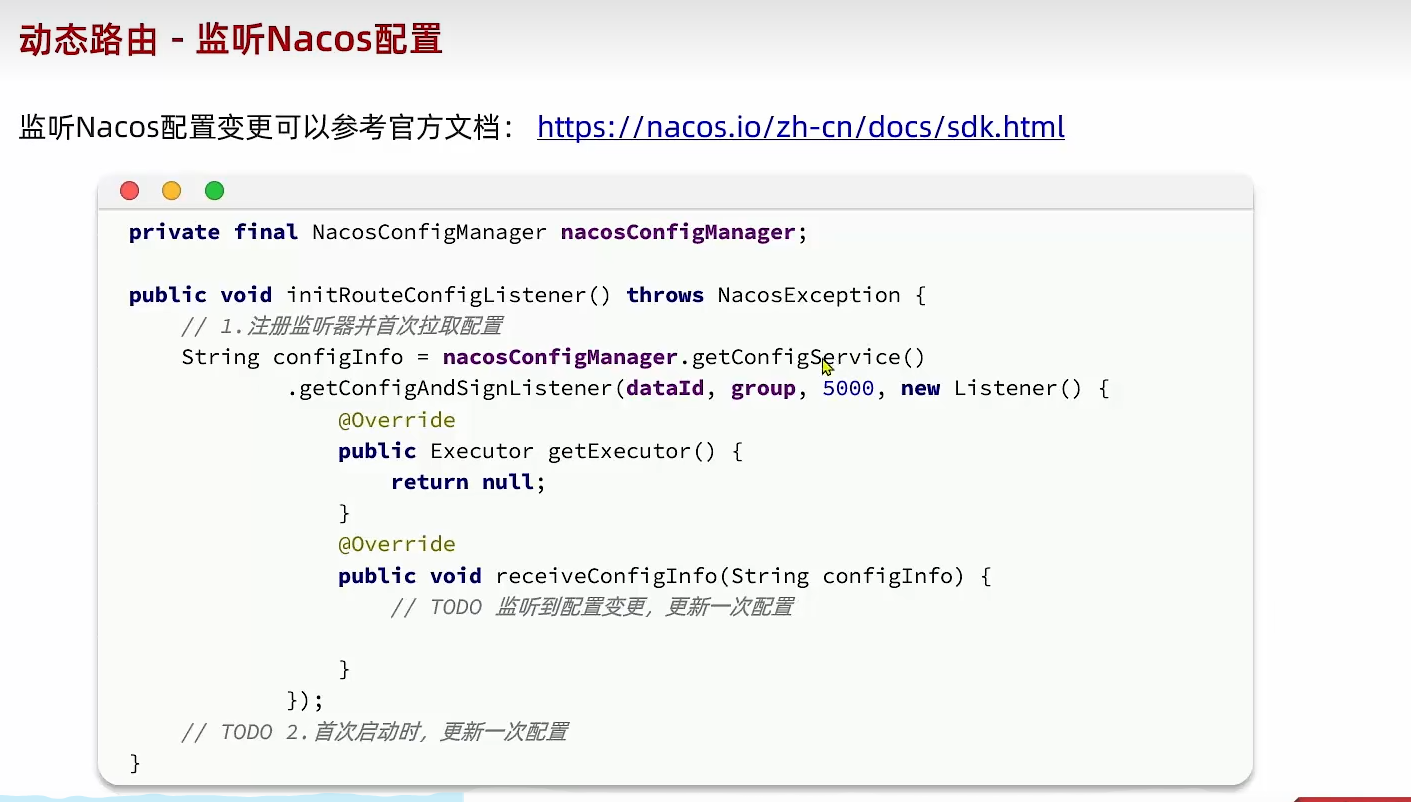 动态路由 - 监听Nacos配置
监听Nacos配置变更可以参考官方文档： https://nacos.io/zh-cn/docs/sdk.html
private final NacosConfigManager nacosConfigManager;
public void initRouteConfigListener() throws NacosException {
// 1.注册监听器并首次拉取配置
String configInfo = nacosConfigManager.getConfigService()
.getConfigAndSignListener(dataId, group, 5000, new Listener() {
@Override
public Executor getExecutor() {
return null;
}
@Override
public void receiveConfigInfo(String configInfo) {
// TODO 监听到配置变更，更新一次配置
}
});
// TODO 2.首次启动时，更新一次配置
}